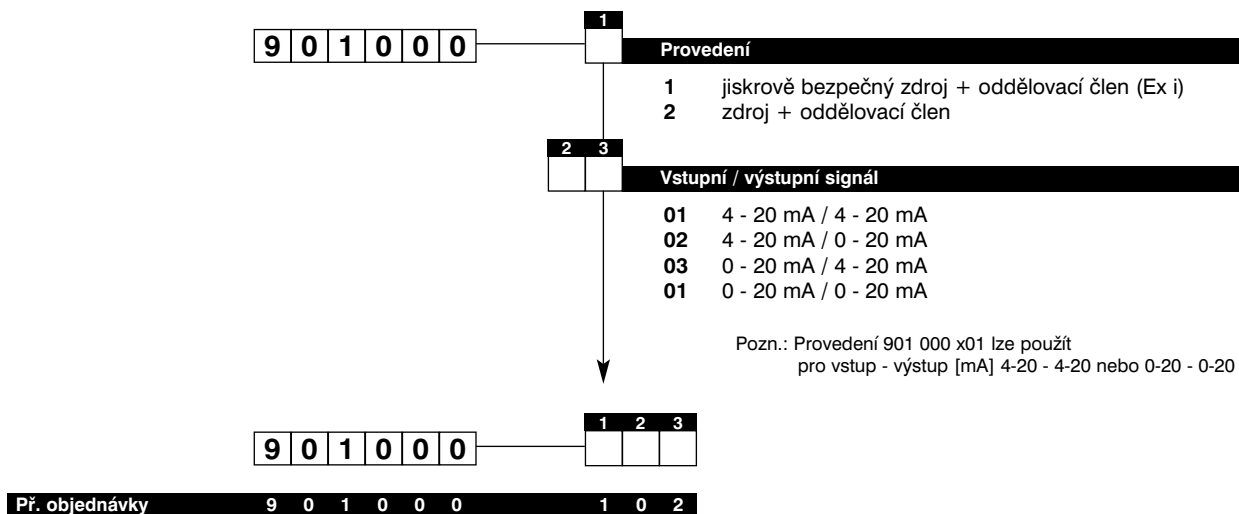 1
9 0 1 0 0 0
Provedení
1 jiskrově bezpečný zdroj + oddělovací člen (Ex i)
2 zdroj + oddělovací člen
2 3
Vstupní / výstupní signál
01 4 - 20 mA / 4 - 20 mA
02 4 - 20 mA / 0 - 20 mA
03 0 - 20 mA / 4 - 20 mA
01 0 - 20 mA / 0 - 20 mA
Pozn.: Provedení 901 000 x01 lze použít
pro vstup - výstup [mA] 4-20 - 4-20 nebo 0-20 - 0-20
1 2 3
9 0 1 0 0 0
Př. objednávky 9 0 1 0 0 0 1 0 2